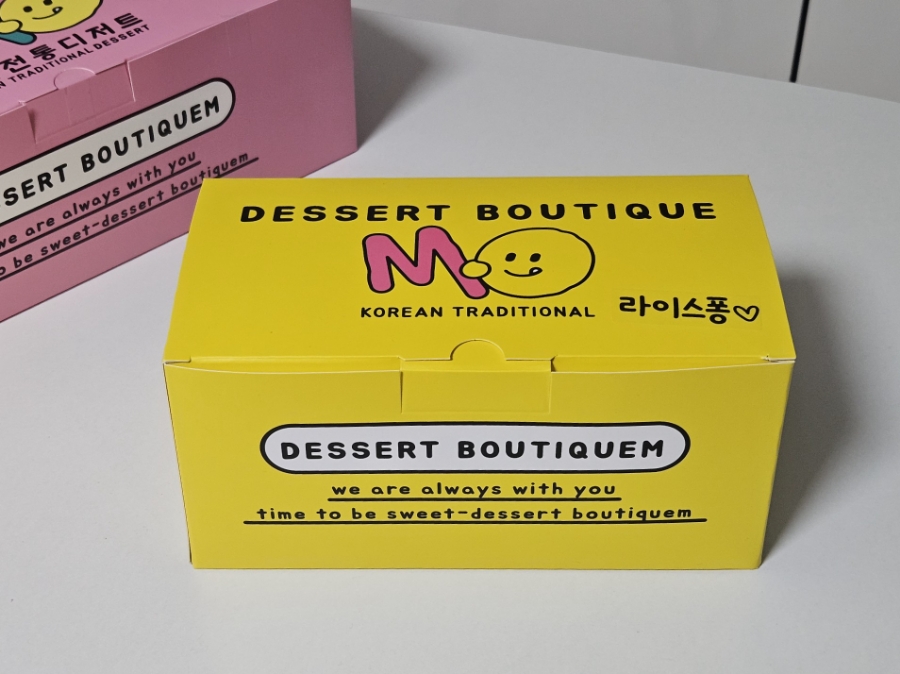 전통디저트
N TRADITIONAL DESSERT
SSERT BOUTIQUEM
we are always with you
to be sweet-dessert boutiquem
DESSERT BOUTIQUE
M
KOREAN TRADITIONAL 라이스퐁♡
DESSERT BOUTIQUEM
we are always with you
time to be sweet-dessert boutiquem